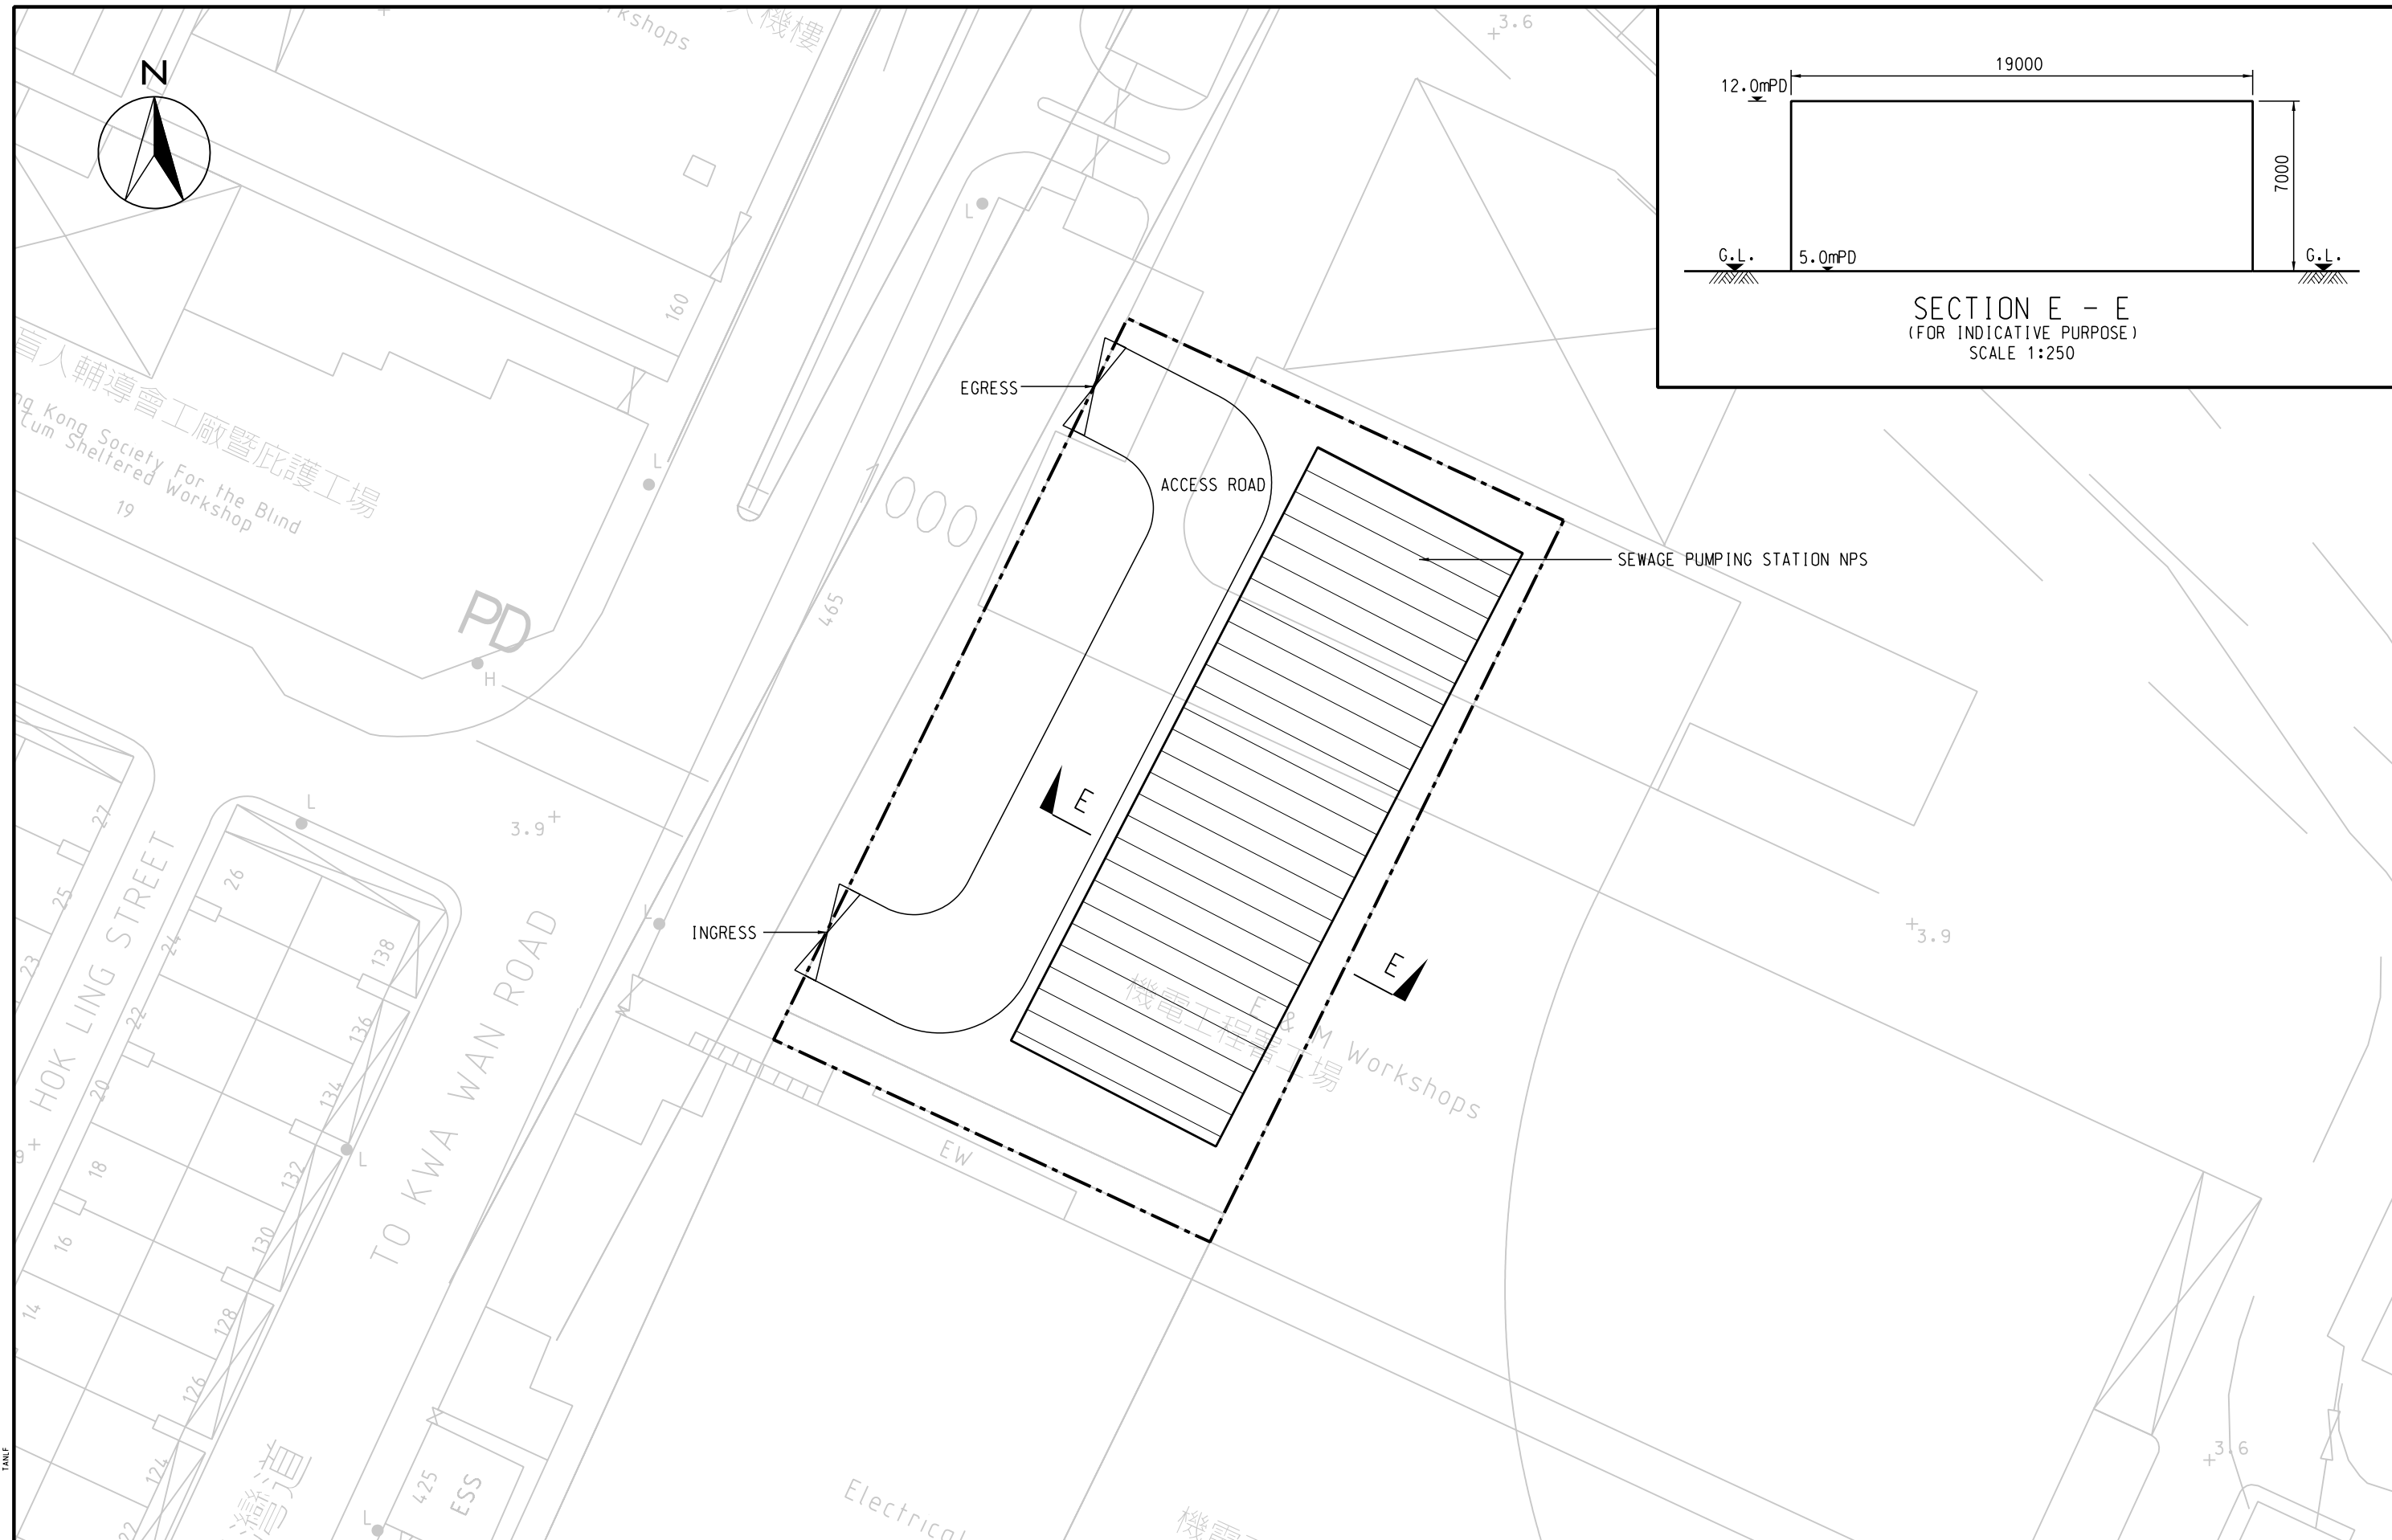 N
3.6
19000
12.0mPD
7000
G.L.
5.0mPD
G.L.
SECTION E - E
(FOR INDICATIVE PURPOSE)
SCALE 1:250
160
盲人輔導會工廠暨庇護工場
Kong Society For the Blind
Lum Sheltered Workshop
19
L
L
EGRESS
ACCESS ROAD
1000
SEWAGE PUMPING STATION NPS
465
PD
H
L
3.9
E
27
25
23
HOK LING STREET
26
24
22
20
18
16
14
138
136
134
132
130
128
126
124
122
TO KWA WAN ROAD
L
INGRESS
3.9
E
機電工程署工場
E & M Workshops
EW
L
425
ESS
L
Electrical
3.6
TANLF